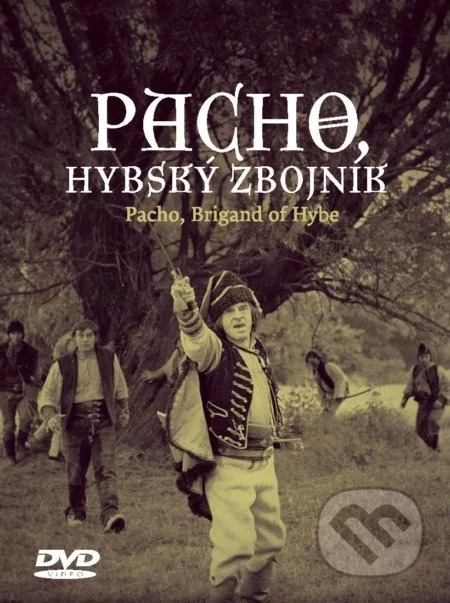 PACHO,
HYBSKÝ ZBOJNÍK
Pacho, Brigand of Hybe
DVD
VIDEO
m